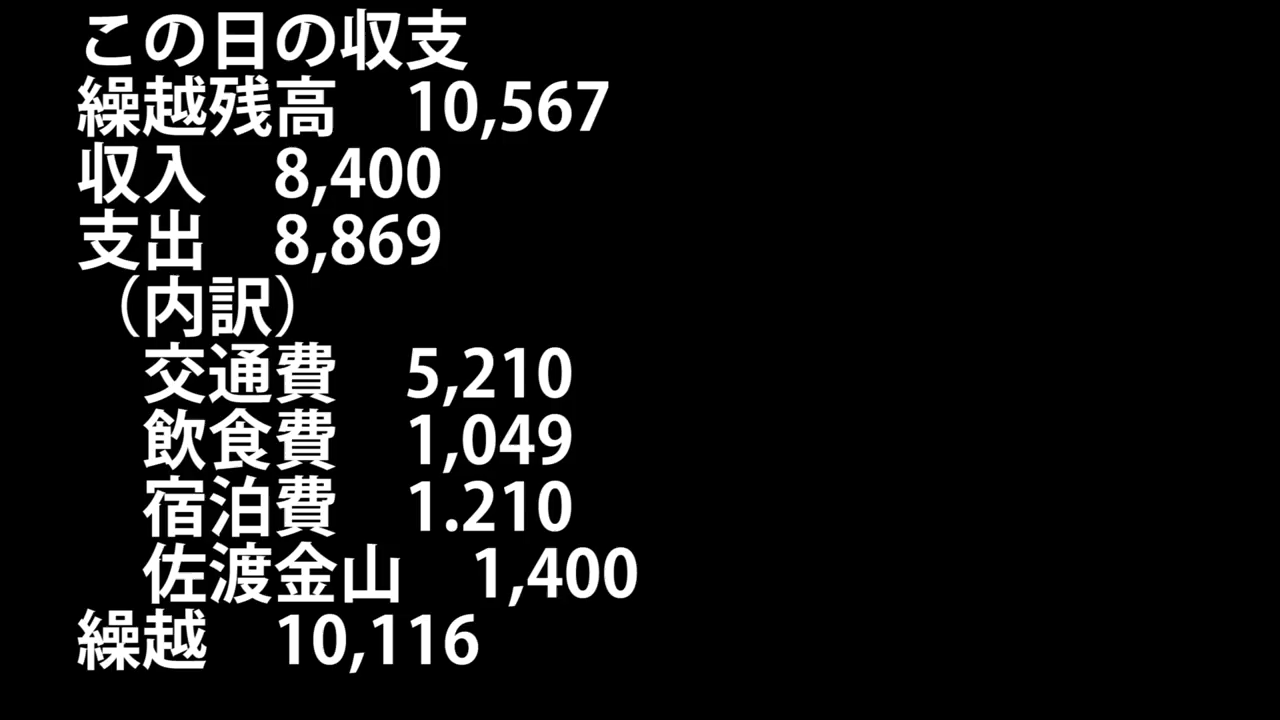 この日の収支
繰越残高　10,567
収入　8,400
支出　8,869
（内訳）
交通費　5,210
飲食費　1,049
宿泊費　1.210
佐渡金山　1,400
繰越　10,116